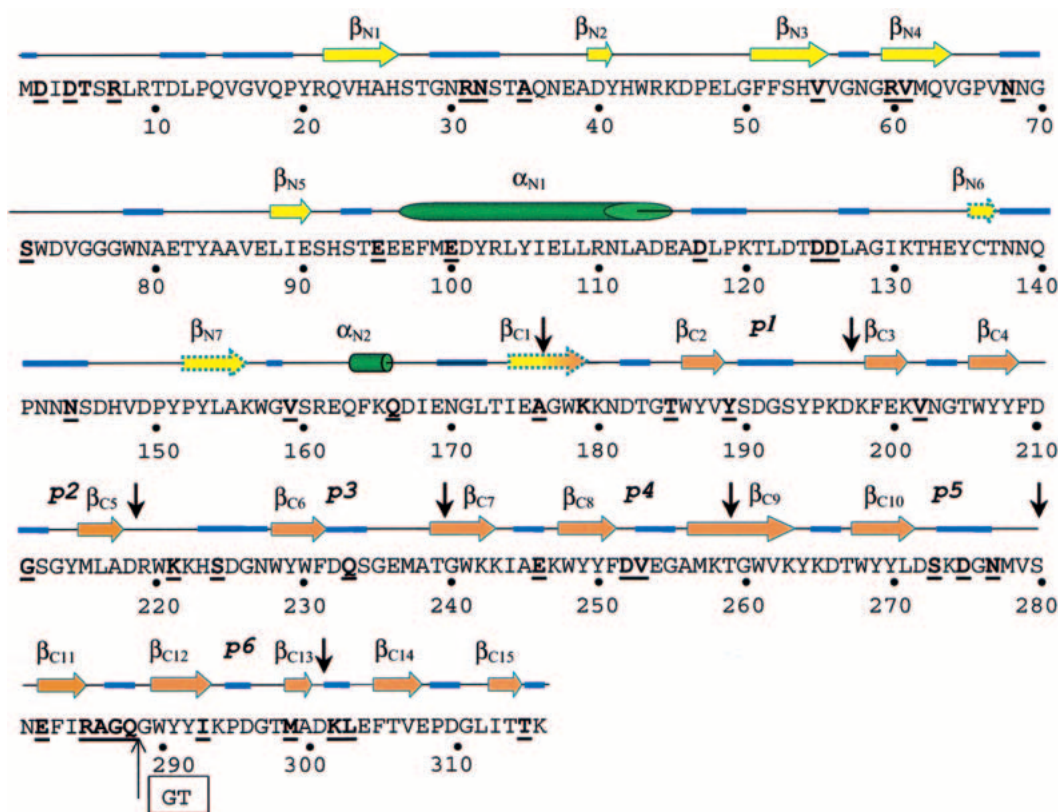 βN1 βN2 βN3 βN4
MDIDTSRLRTDLPQVGVQPYRQVHAHSTGNRNSTAQNEADYHWRKDPELGFFSHVVGNGRVMQVGPVNNG
10 20 30 40 50 60 70
βN5 αN1 βN6
SWDVGGGWNAETYAAVELIESHSTEEEFMEDYRLYIELLRNLADEADLPKTLDTDDLAGIKTHEYCTNNQ
80 90 100 110 120 130 140
βN7 αN2 βC1 βC2 p1 βC3 βC4
PNNNSDHVDPYPYLAKWGVSREQFKQDIENGLTIEAGWKKNDTGTWYVYSDGSYPKDKFEKVNGTWYYFD
150 160 170 180 190 200 210
p2 βC5 βC6 p3 βC7 βC8 p4 βC9 βC10 p5
GSGYMLADRWKKHSDGNWYWFDQSGEMATGWKKIAEKWYYFDVEGAMKTGWVKYKDTWYYLDSKDGNMVS
220 230 240 250 260 270 280
βC11 βC12 p6 βC13 βC14 βC15
NEFIRAGQGWYYIKPDGTMADKLEFTVEPDGLITTK
290 300 310
GT